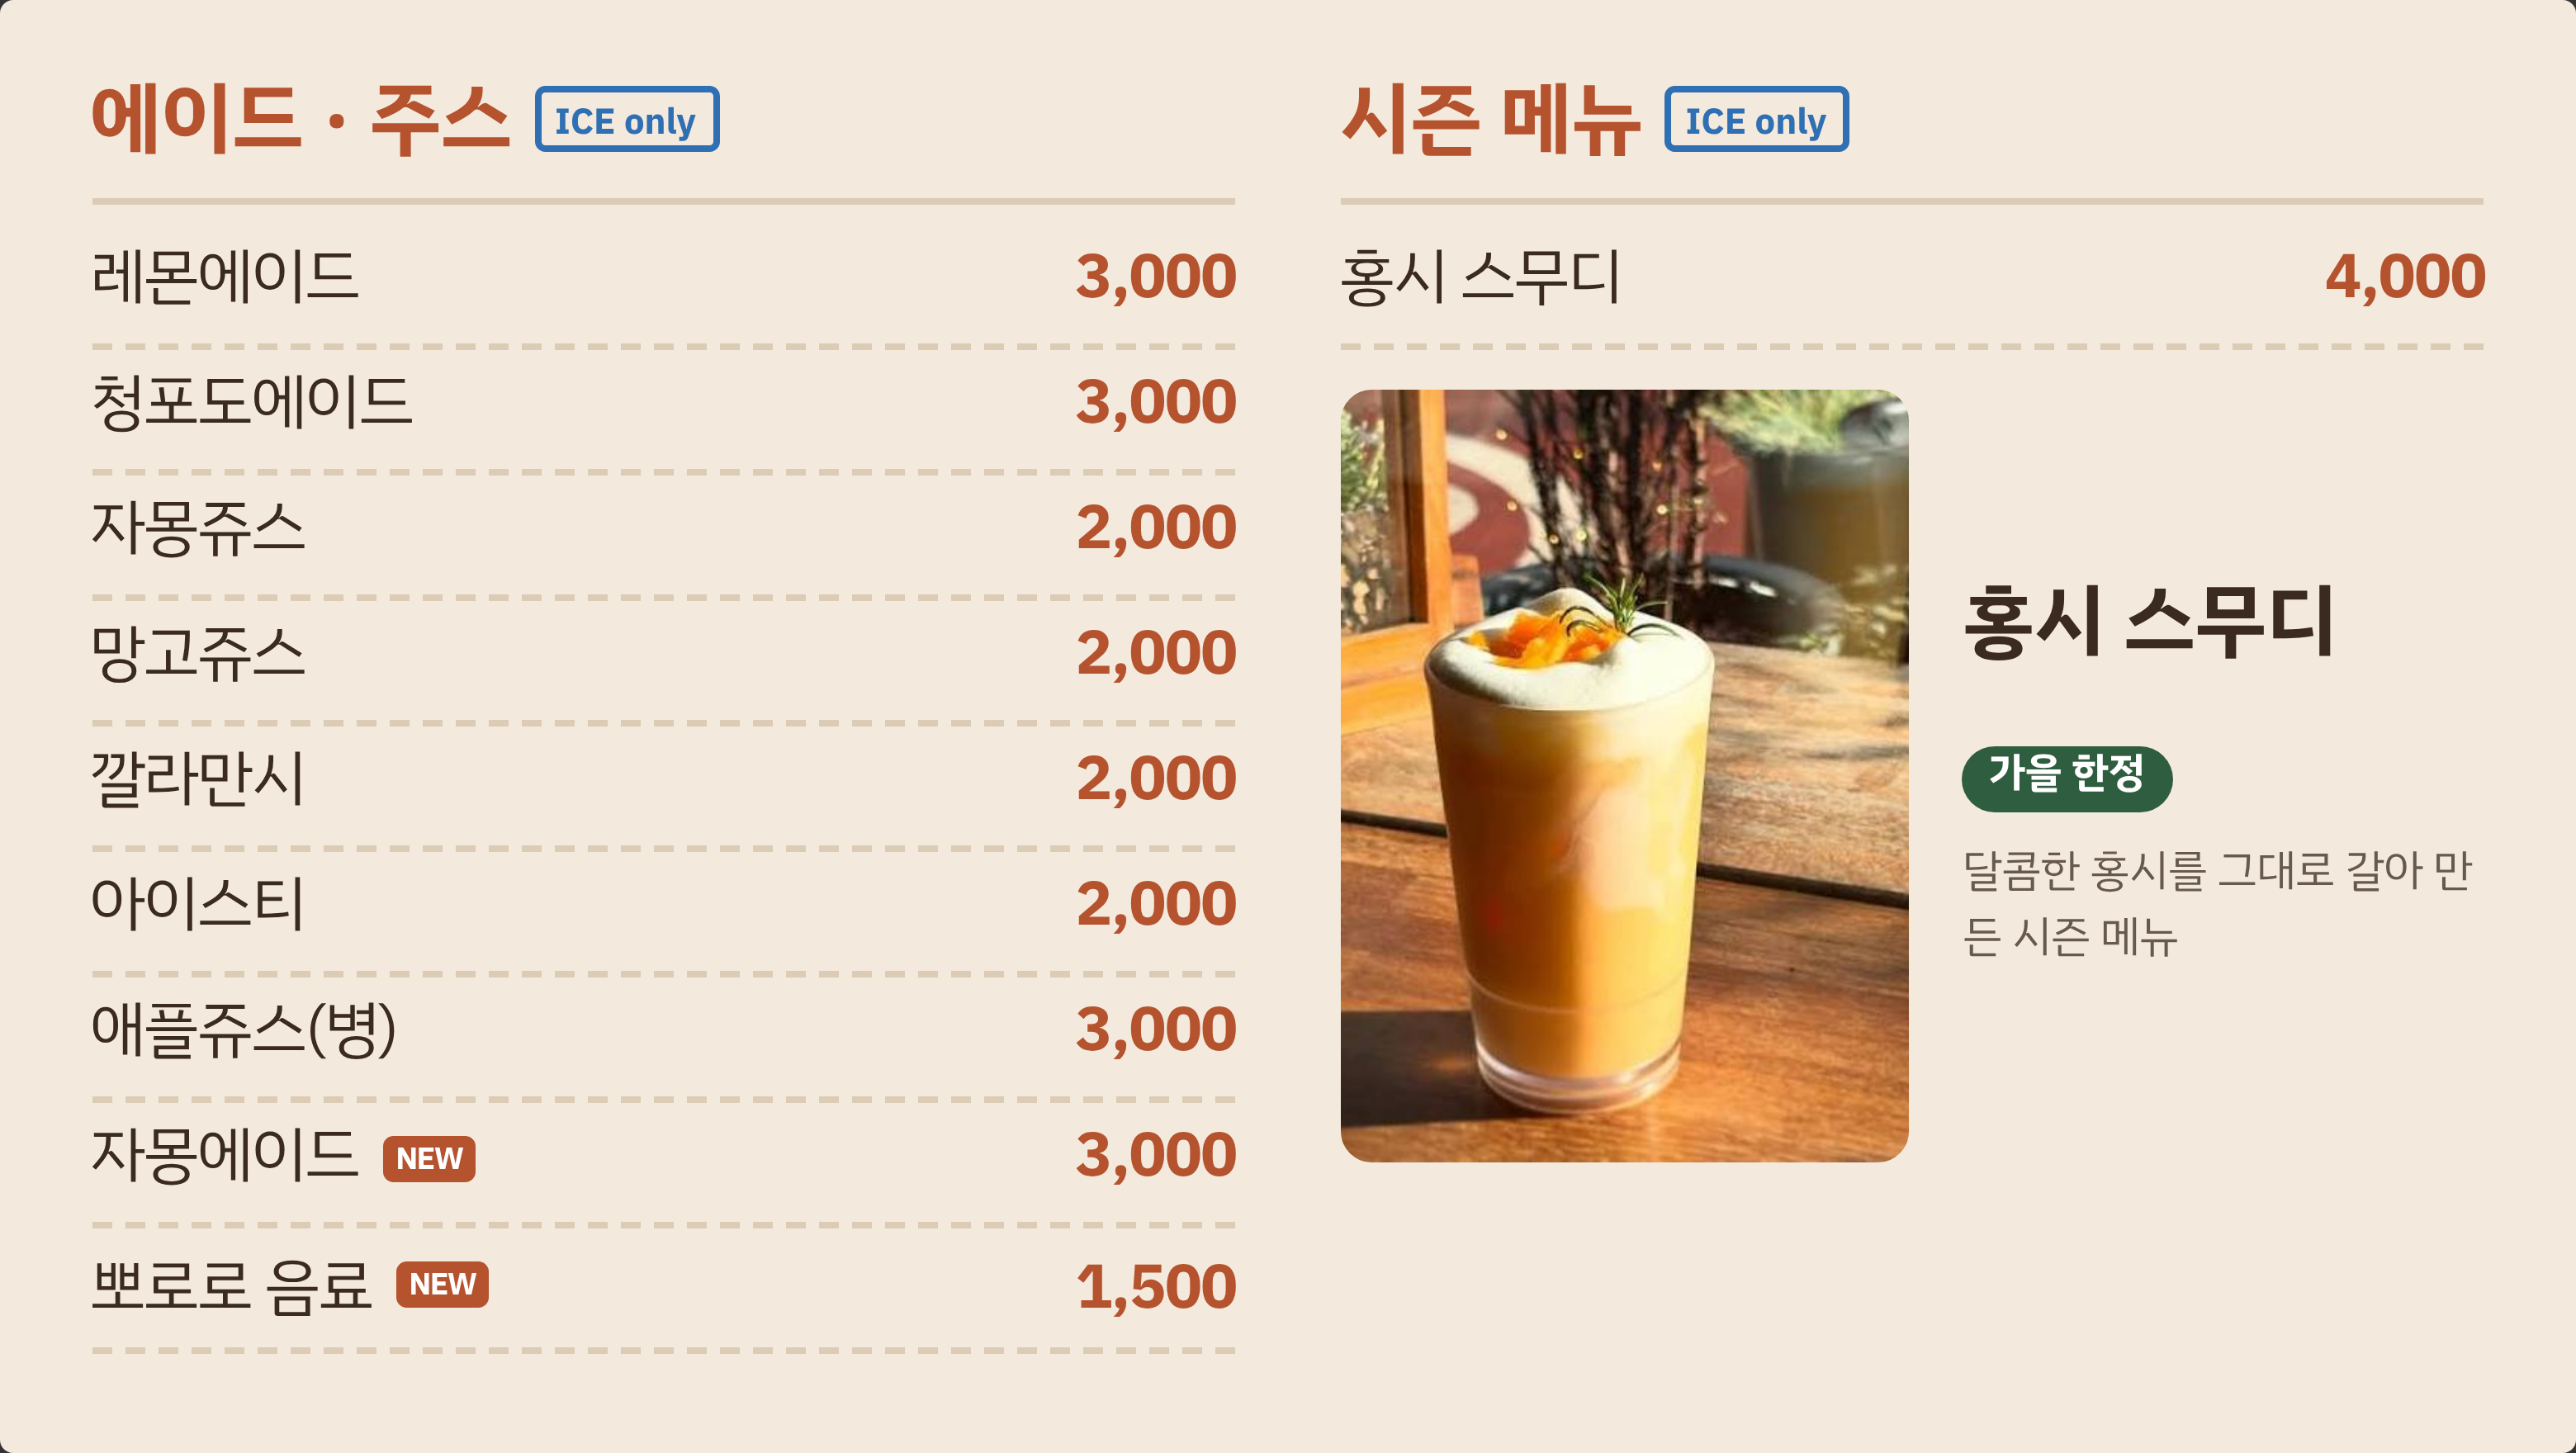 에이드 · 주스 ICE only
레몬에이드 3,000
청포도에이드 3,000
자몽쥬스 2,000
망고쥬스 2,000
깔라만시 2,000
아이스티 2,000
애플쥬스(병) 3,000
자몽에이드 NEW 3,000
뽀로로 음료 NEW 1,500
시즌 메뉴 ICE only
홍시 스무디 4,000
홍시 스무디
가을 한정
달콤한 홍시를 그대로 갈아 만
든 시즌 메뉴